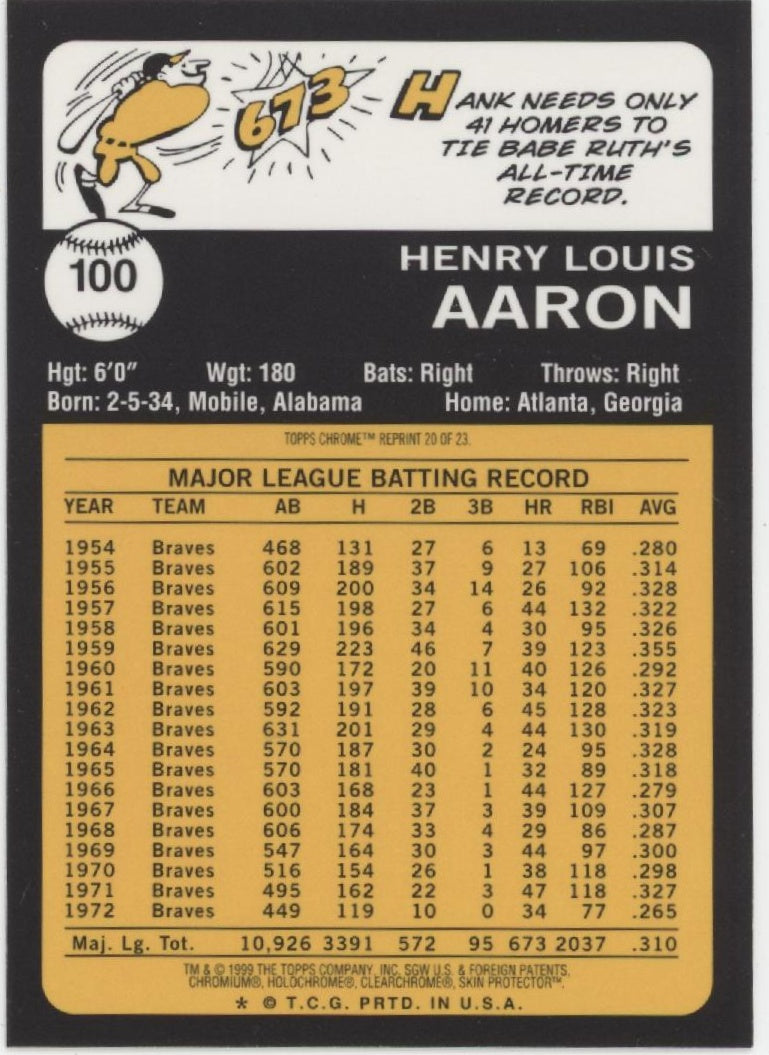 673
HANK NEEDS ONLY
41 HOMERS TO
TIE BABE RUTH'S
ALL-TIME
RECORD.
100
HENRY LOUIS
AARON
Hgt: 6'0" Wgt: 180 Bats: Right Throws: Right
Born: 2-5-34, Mobile, Alabama Home: Atlanta, Georgia
TOPPS CHROME™ REPRINT 20 OF 23.
MAJOR LEAGUE BATTING RECORD
YEAR TEAM AB H 2B 3B HR RBI AVG
1954 Braves 468 131 27 6 13 69 .280
1955 Braves 602 189 37 9 27 106 .314
1956 Braves 609 200 34 14 26 92 .328
1957 Braves 615 198 27 6 44 132 .322
1958 Braves 601 196 34 4 30 95 .326
1959 Braves 629 223 46 7 39 123 .355
1960 Braves 590 172 20 11 40 126 .292
1961 Braves 603 197 39 10 34 120 .327
1962 Braves 592 191 28 6 45 128 .323
1963 Braves 631 201 29 4 44 130 .319
1964 Braves 570 187 30 2 24 95 .328
1965 Braves 570 181 40 1 32 89 .318
1966 Braves 603 168 23 1 44 127 .279
1967 Braves 600 184 37 3 39 109 .307
1968 Braves 606 174 33 4 29 86 .287
1969 Braves 547 164 30 3 44 97 .300
1970 Braves 516 154 26 1 38 118 .298
1971 Braves 495 162 22 3 47 118 .327
1972 Braves 449 119 10 0 34 77 .265
Maj. Lg. Tot. 10,926 3391 572 95 673 2037 .310
TM & © 1999 THE TOPPS COMPANY, INC. SGW U.S. & FOREIGN PATENTS.
CHROMIUM®, HOLOCHROME®, CLEARCHROME®, SKIN PROTECTOR™.
* © T.C.G. PRTD. IN U.S.A.